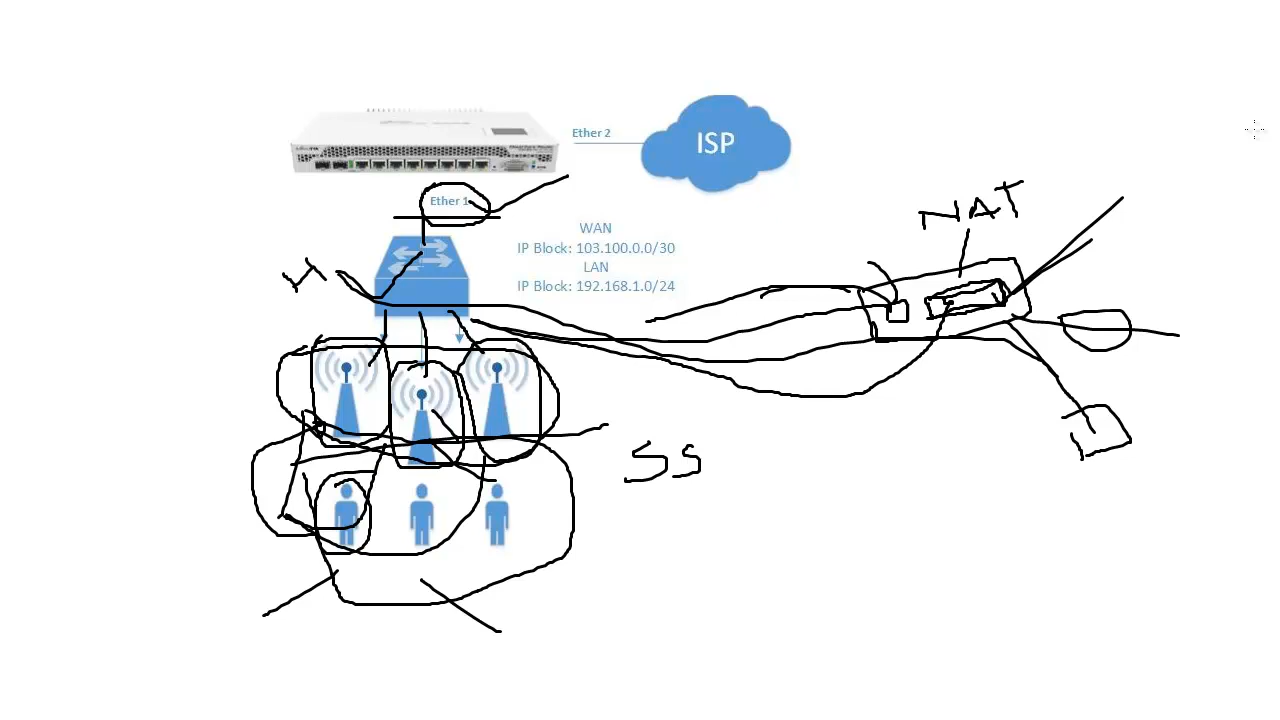 Ether 2
ISP
Ether 1
NAT
WAN
IP Block: 103.100.0.0/30
LAN
IP Block: 192.168.1.0/24
SS